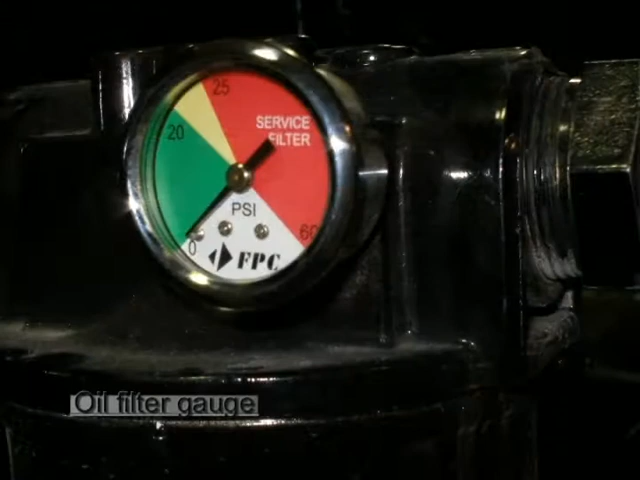 25
20
SERVICE
FILTER
PSI
0
60
FPC
Oil filter gauge